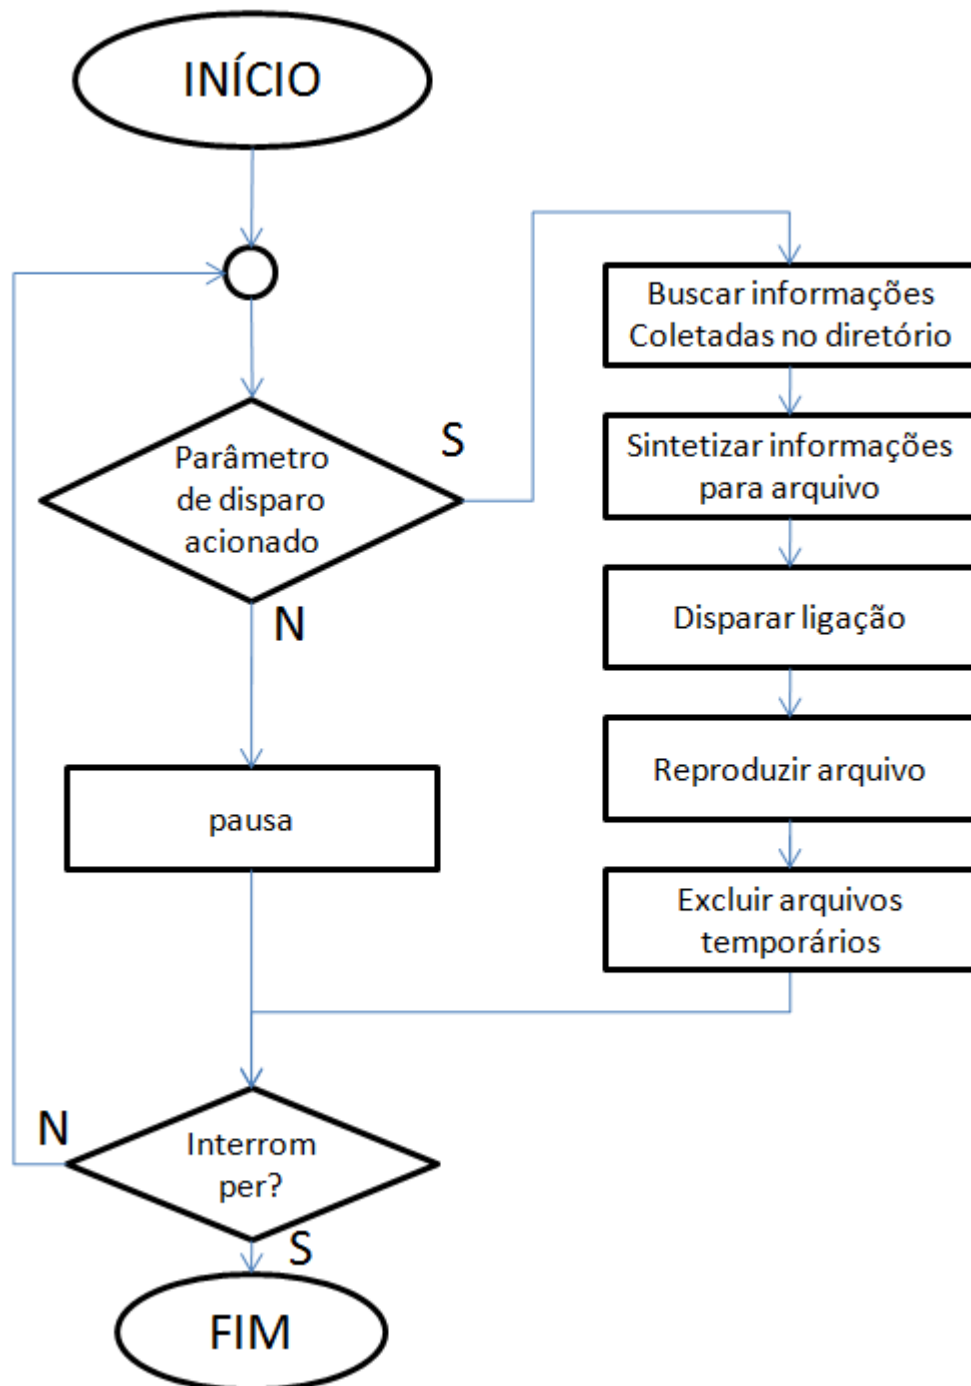 INÍCIO
Parâmetro
de disparo
acionado
S
N
pausa
Buscar informações
Coletadas no diretório
Sintetizar informações
para arquivo
Disparar ligação
Reproduzir arquivo
Excluir arquivos
temporários
N
Interrom
per?
S
FIM